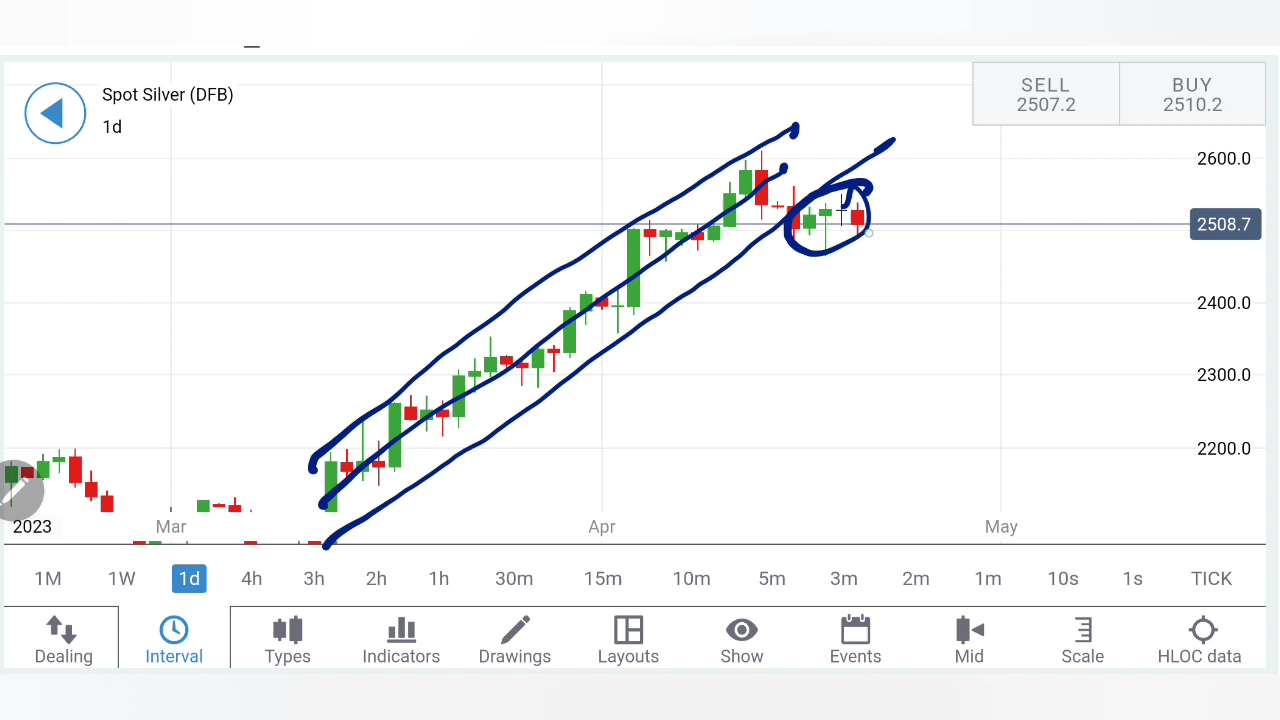 Spot Silver (DFB)
1d
SELL
2507.2
BUY
2510.2
2600.0
2508.7
2400.0
2300.0
2200.0
2023
Mar
Apr
May
1M 1W 1d 4h 3h 2h 1h 30m 15m 10m 5m 3m 2m 1m 10s 1s TICK
Dealing Interval Types Indicators Drawings Layouts Show Events Mid Scale HLOC data